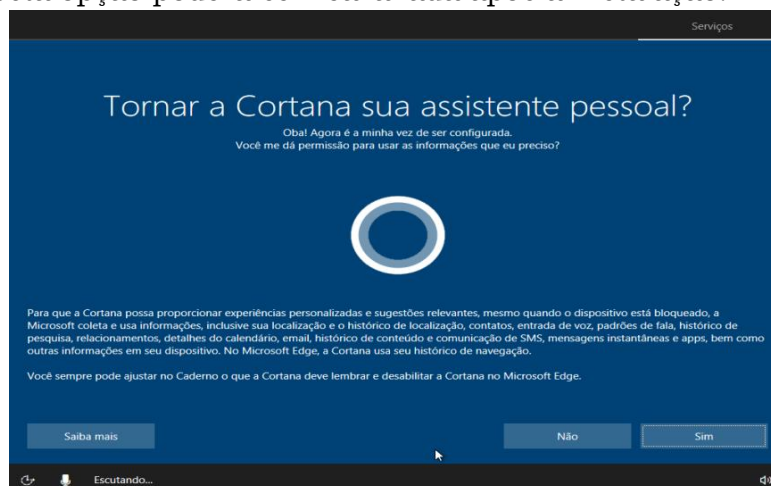 Serviços
Tornar a Cortana sua assistente pessoal?
Oba! Agora é a minha vez de ser configurada.
Você me dá permissão para usar as informações que eu preciso?
Para que a Cortana possa proporcionar experiências personalizadas e sugestões relevantes, mesmo quando o dispositivo está bloqueado, a
Microsoft coleta e usa informações, inclusive sua localização e o histórico de localização, contatos, entrada de voz, padrões de fala, histórico de
pesquisa, relacionamentos, detalhes do calendário, email, histórico de conteúdo e comunicação de SMS, mensagens instantâneas e apps, bem como
outras informações em seu dispositivo. No Microsoft Edge, a Cortana usa seu histórico de navegação.
Você sempre pode ajustar no Caderno o que a Cortana deve lembrar e desabilitar a Cortana no Microsoft Edge.
Saiba mais
Não
Sim
Escutando...